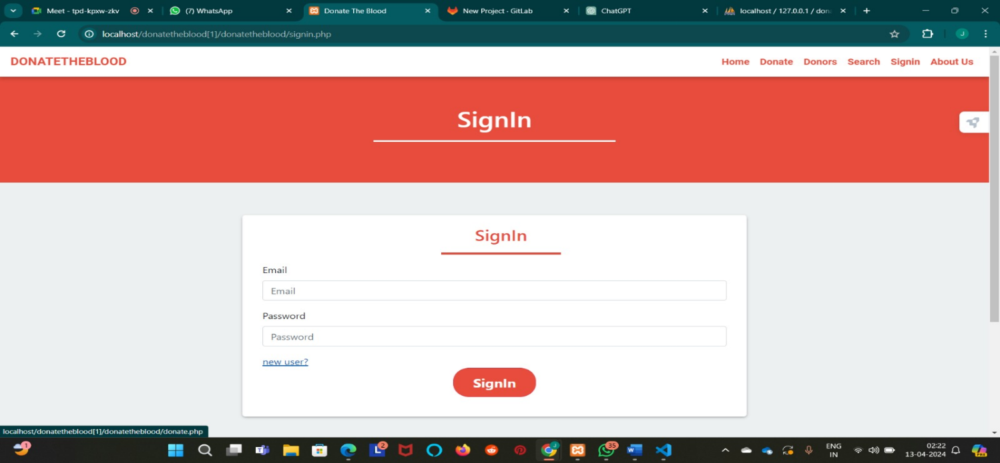 Meet - tpd-kpxw-zkv
(7) WhatsApp
Donate The Blood
New Project · GitLab
ChatGPT
localhost / 127.0.0.1 / don
localhost/donatetheblood[1]/donatetheblood/signin.php
J
DONATETHEBLOOD
Home Donate Donors Search Signin About Us
SignIn
SignIn
Email
Email
Password
Password
new user?
SignIn
localhost/donatetheblood[1]/donatetheblood/donate.php
1
2
35
ENG
IN
02:22
13-04-2024
PRE